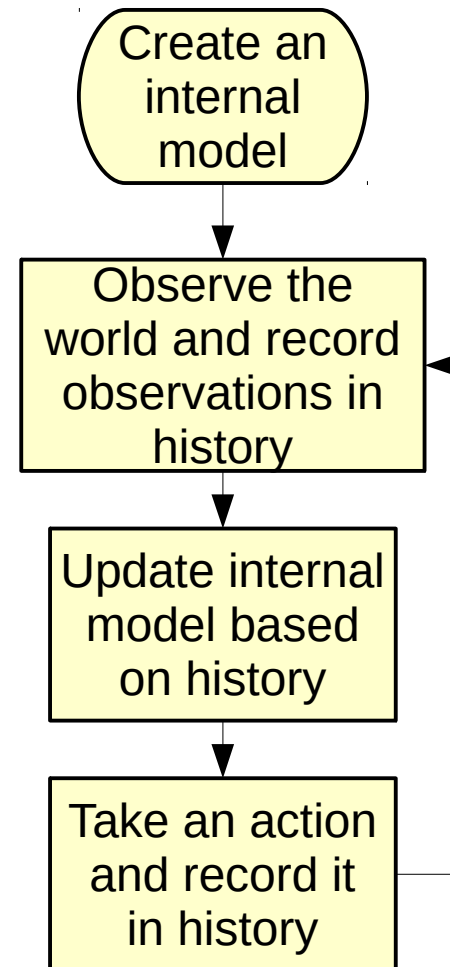 Create an
internal
model
Observe the
world and record
observations in
history
Update internal
model based
on history
Take an action
and record it
in history